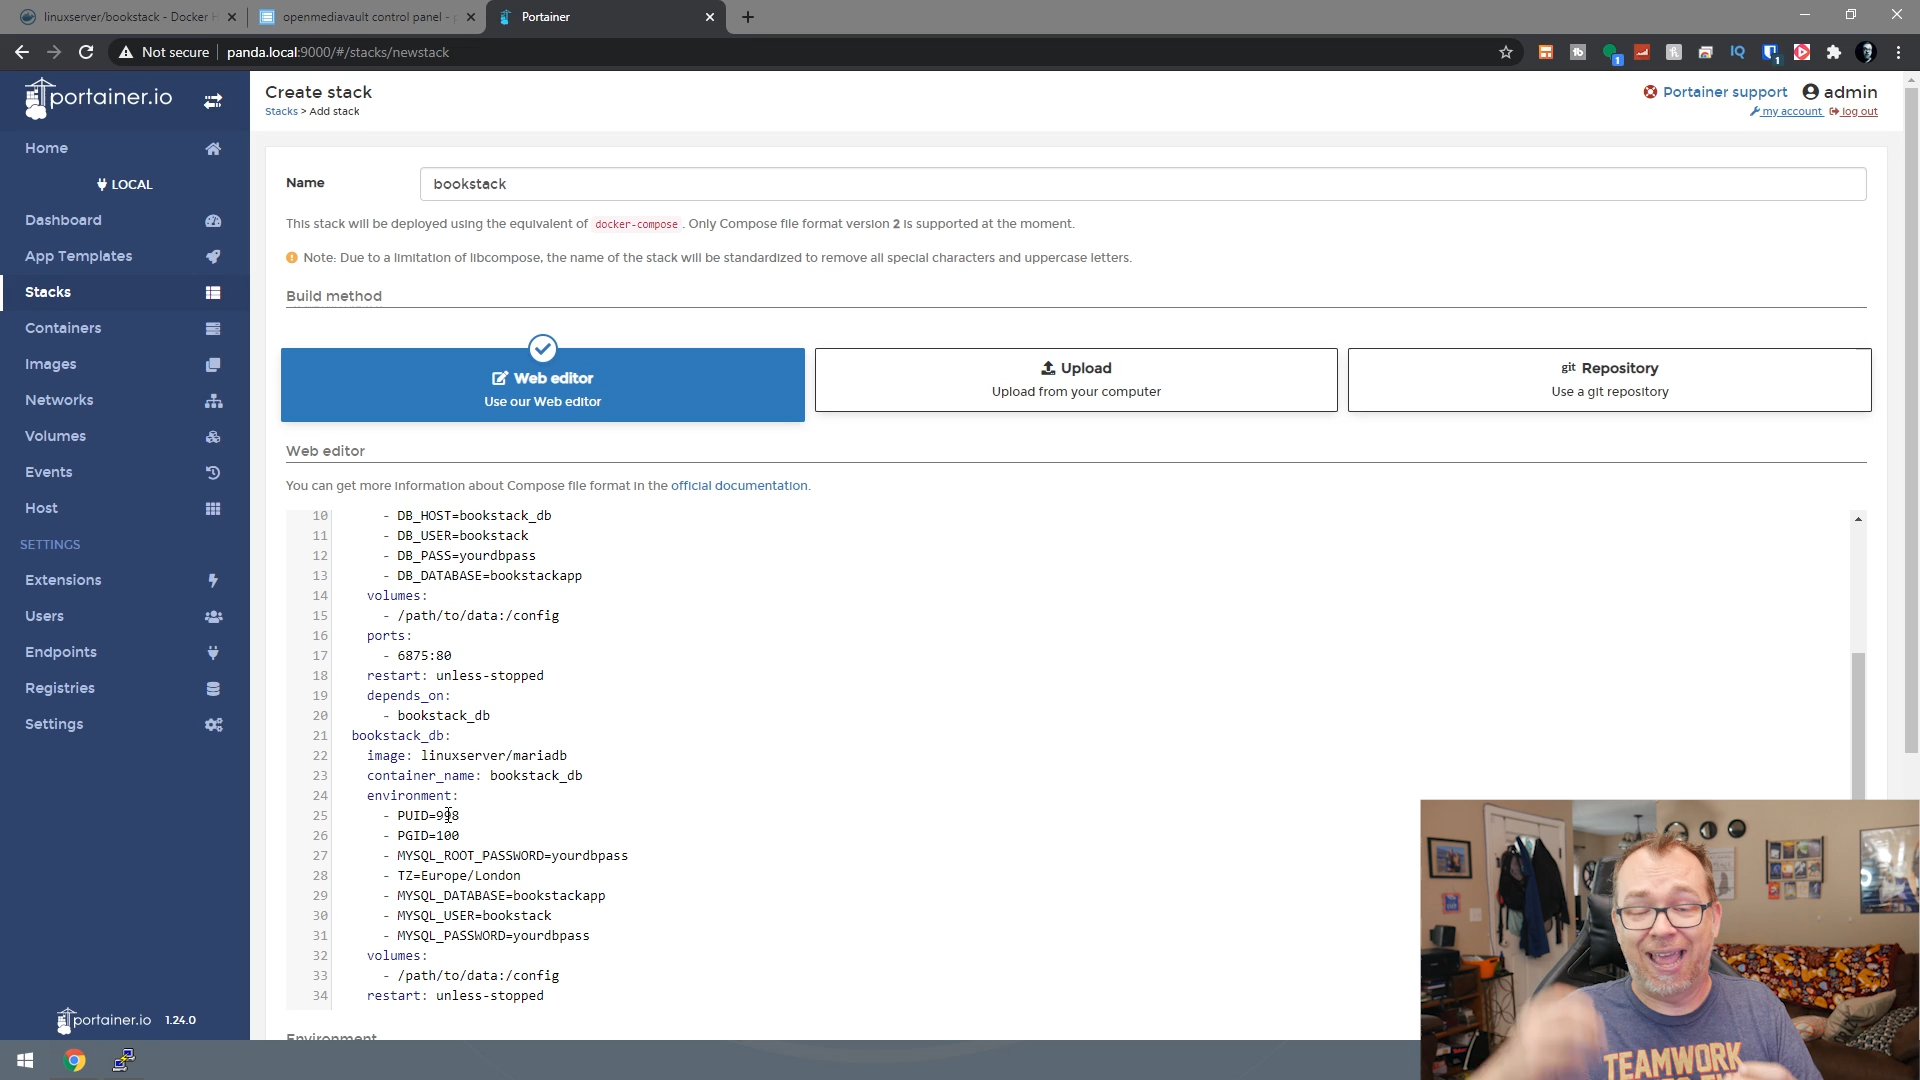 linuxserver/bookstack - Docker H
openmediavault control panel - p
Portainer
Not secure
panda.local:9000/#/stacks/newstack
portainer.io
Home
LOCAL
Dashboard
App Templates
Stacks
Containers
Images
Networks
Volumes
Events
Host
SETTINGS
Extensions
Users
Endpoints
Registries
Settings
portainer.io 1.24.0
Create stack
Stacks > Add stack
Portainer support
admin
my account
log out
Name
bookstack
This stack will be deployed using the equivalent of docker-compose . Only Compose file format version 2 is supported at the moment.
Note: Due to a limitation of libcompose, the name of the stack will be standardized to remove all special characters and uppercase letters.
Build method
Web editor
Use our Web editor
Upload
Upload from your computer
git Repository
Use a git repository
Web editor
You can get more information about Compose file format in the official documentation.
10 - DB_HOST=bookstack_db
11 - DB_USER=bookstack
12 - DB_PASS=yourdbpass
13 - DB_DATABASE=bookstackapp
14 volumes:
15 - /path/to/data:/config
16 ports:
17 - 6875:80
18 restart: unless-stopped
19 depends_on:
20 - bookstack_db
21 bookstack_db:
22 image: linuxserver/mariadb
23 container_name: bookstack_db
24 environment:
25 - PUID=998
26 - PGID=100
27 - MYSQL_ROOT_PASSWORD=yourdbpass
28 - TZ=Europe/London
29 - MYSQL_DATABASE=bookstackapp
30 - MYSQL_USER=bookstack
31 - MYSQL_PASSWORD=yourdbpass
32 volumes:
33 - /path/to/data:/config
34 restart: unless-stopped
Environment
TEAMWORK